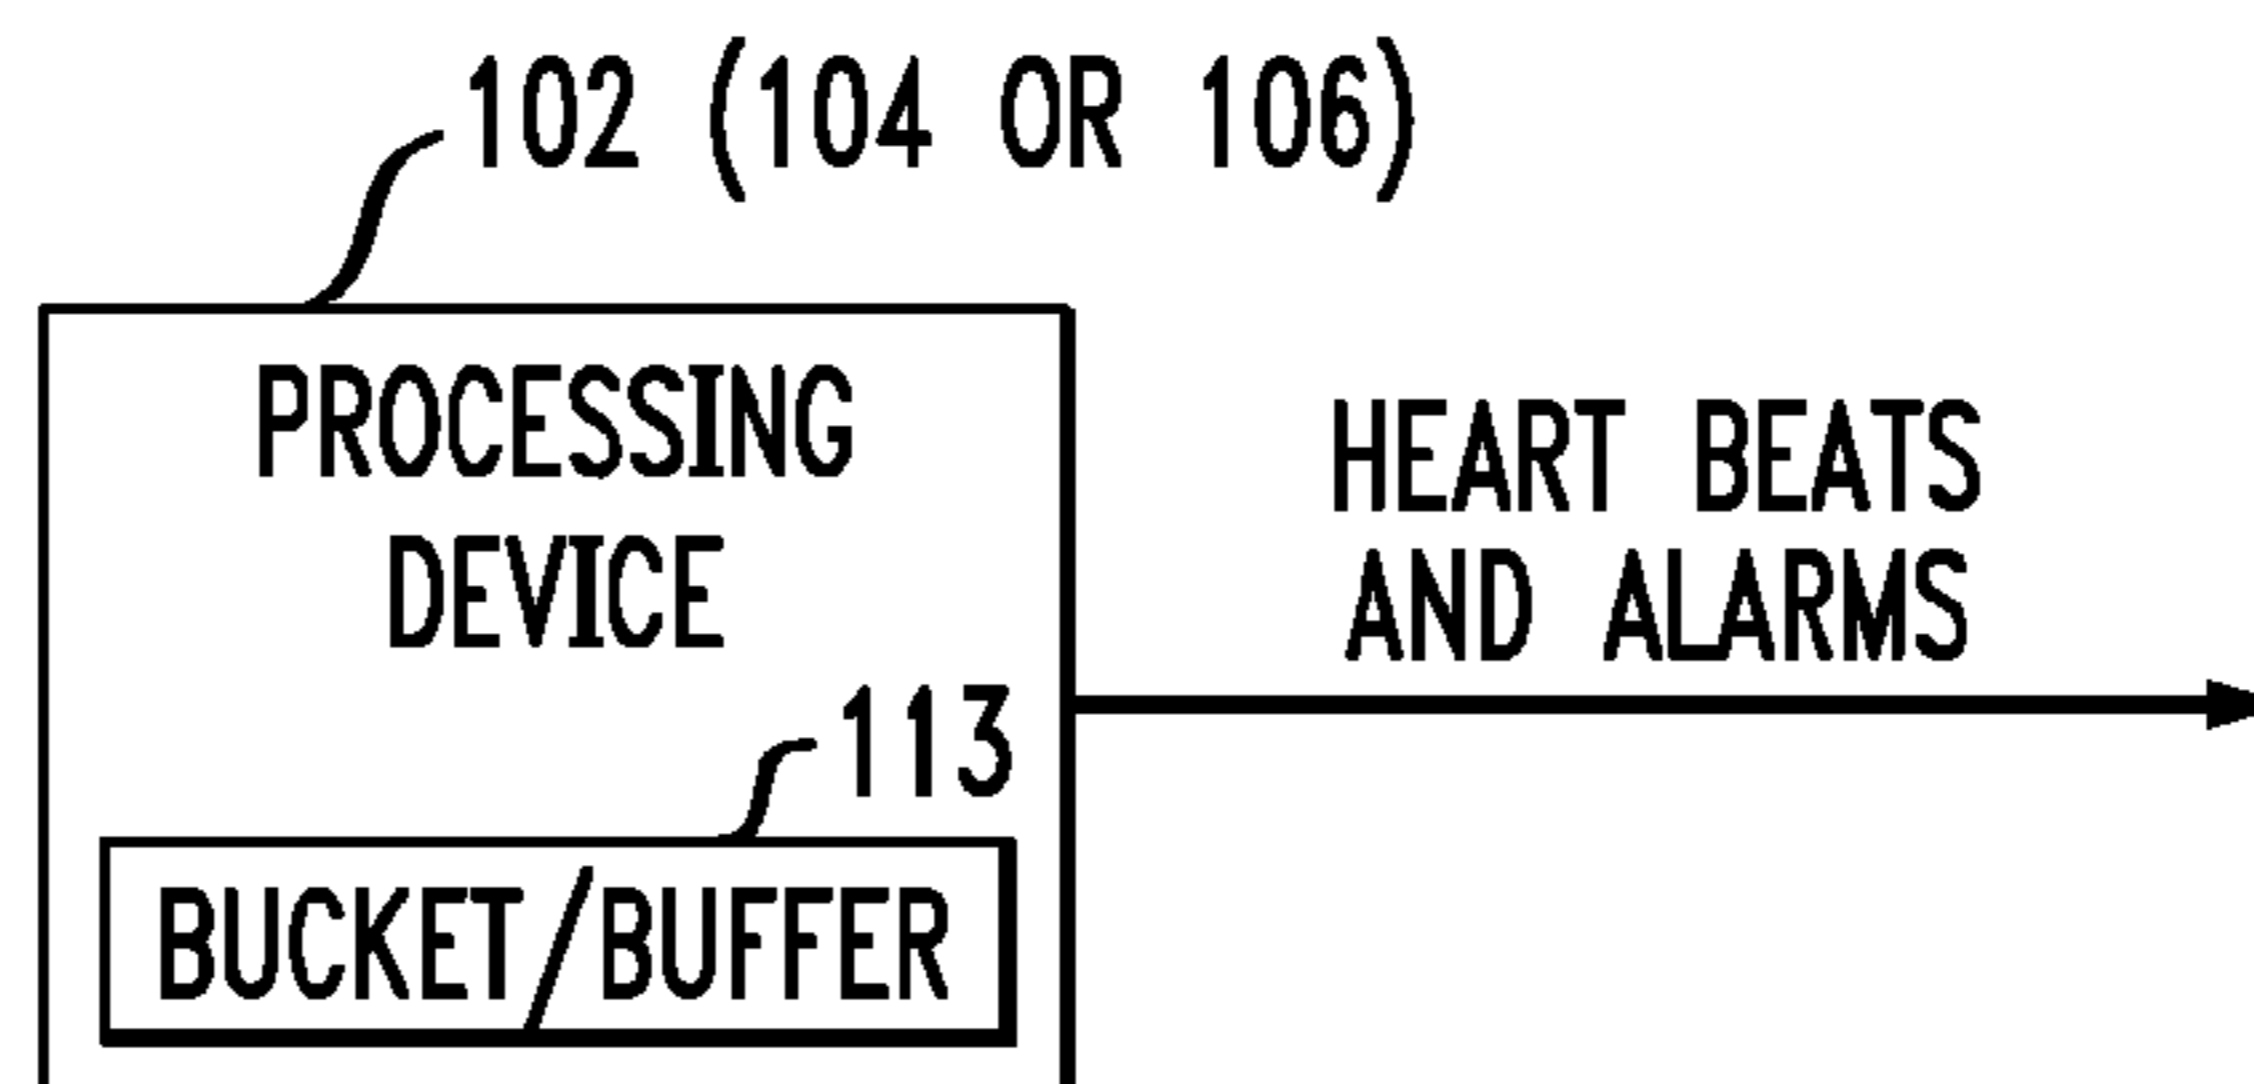 102 (104 OR 106)
PROCESSING
DEVICE
HEART BEATS
AND ALARMS
113
BUCKET/BUFFER